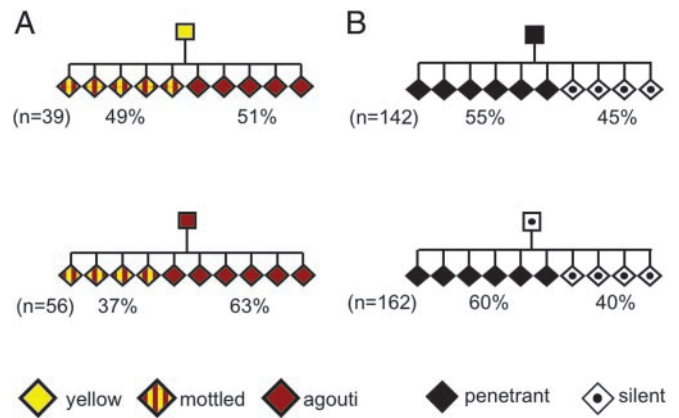 A
B
(n=39) 49% 51%
(n=142) 55% 45%
(n=56) 37% 63%
(n=162) 60% 40%
yellow mottled agouti penetrant silent